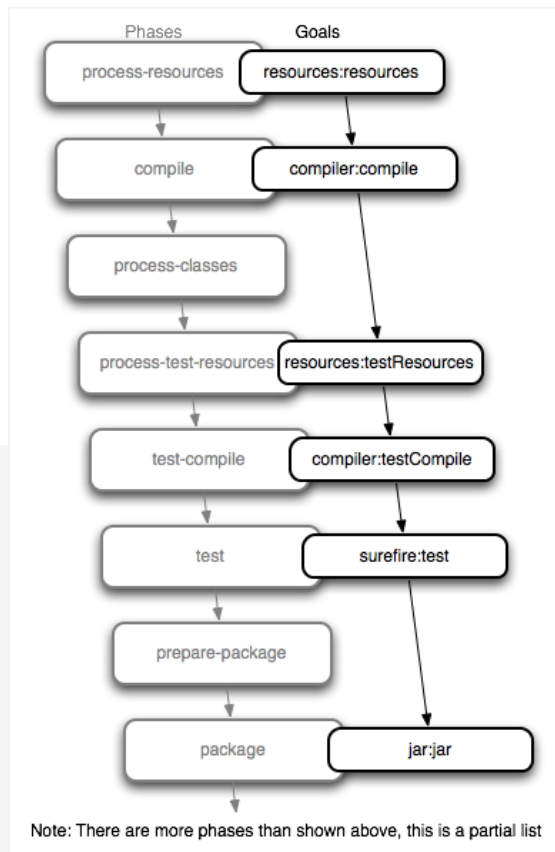 Phases Goals
process-resources resources:resources
compile compiler:compile
process-classes
process-test-resources resources:testResources
test-compile compiler:testCompile
test surefire:test
prepare-package
package jar:jar
Note: There are more phases than shown above, this is a partial list